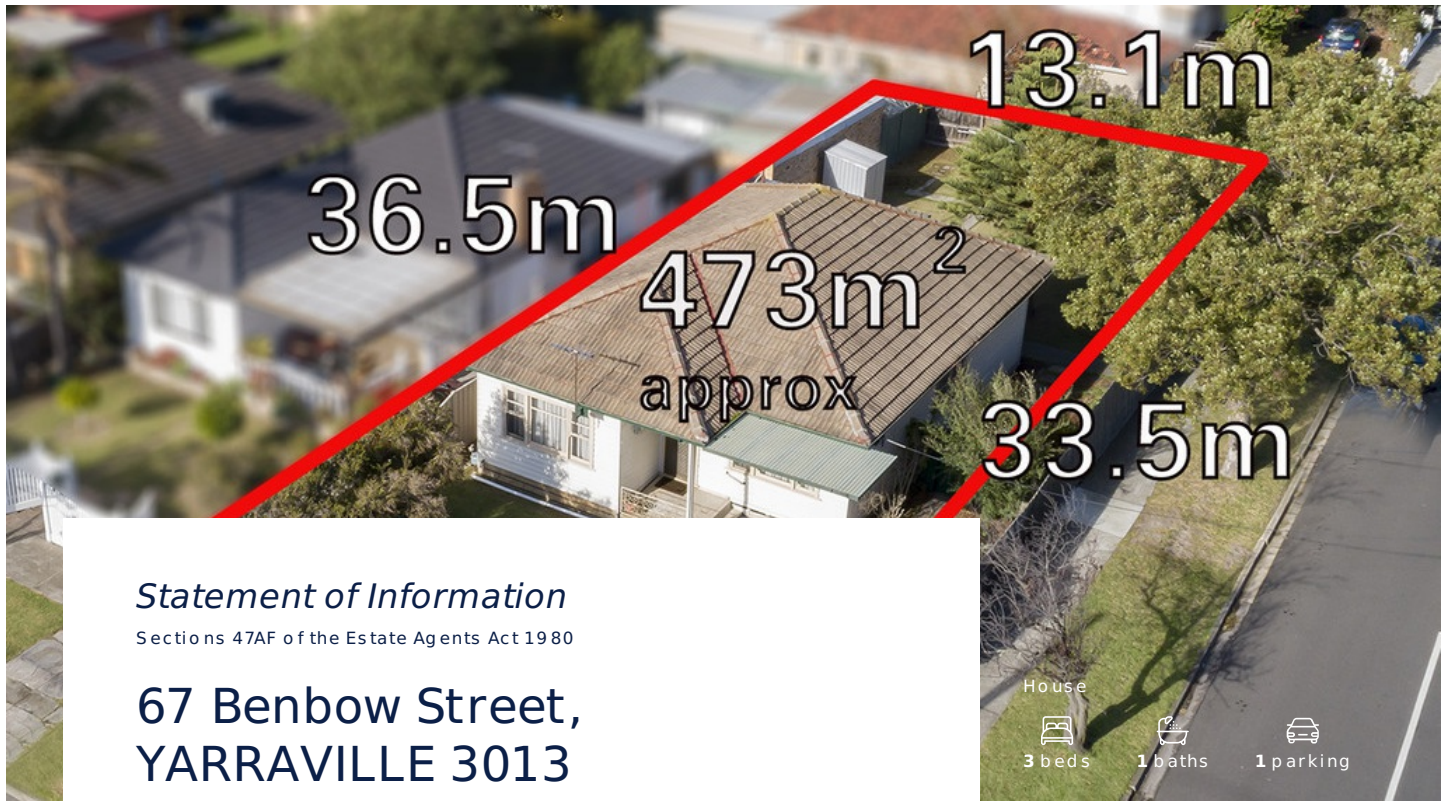 13.1m
36.5m
473m²
approx
33.5m
Statement of Information
Sections 47AF of the Estate Agents Act 1980
67 Benbow Street,
YARRAVILLE 3013
House
3 beds 1 baths 1 parking